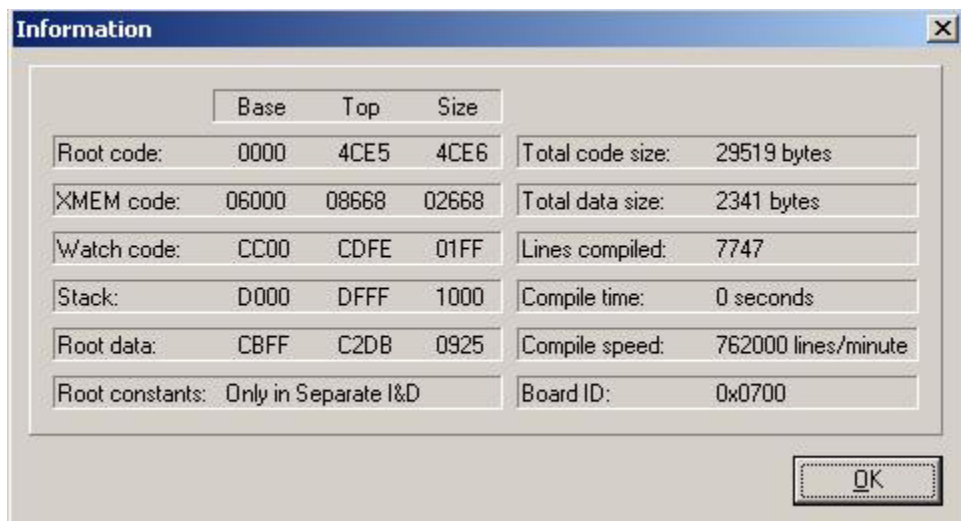 Information
Base Top Size
Root code: 0000 4CE5 4CE6 Total code size: 29519 bytes
XMEM code: 06000 08668 02668 Total data size: 2341 bytes
Watch code: CC00 CDFE 01FF Lines compiled: 7747
Stack: D000 DFFF 1000 Compile time: 0 seconds
Root data: CBFF C2DB 0925 Compile speed: 762000 lines/minute
Root constants: Only in Separate I&D Board ID: 0x0700
OK